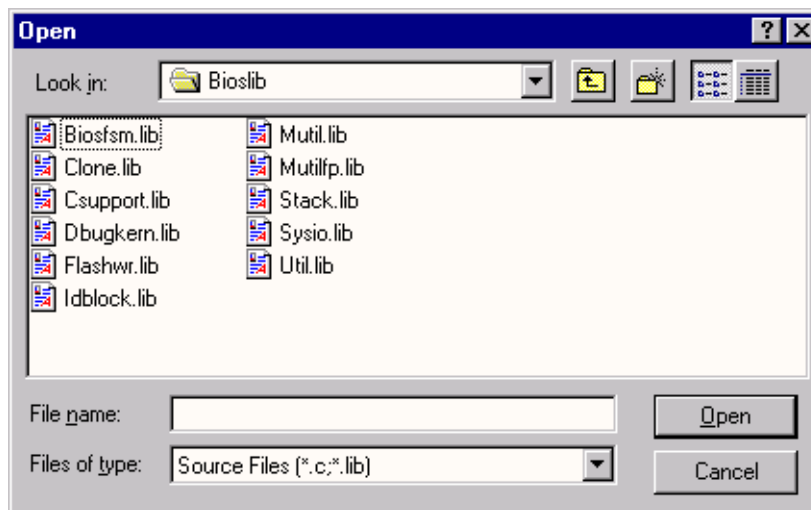 Open
Look in: Bioslib
Biosfsm.lib Mutil.lib
Clone.lib Mutilfp.lib
Csupport.lib Stack.lib
Dbugkern.lib Sysio.lib
Flashwr.lib Util.lib
Idblock.lib
File name: Open
Files of type: Source Files (*.c;*.lib) Cancel